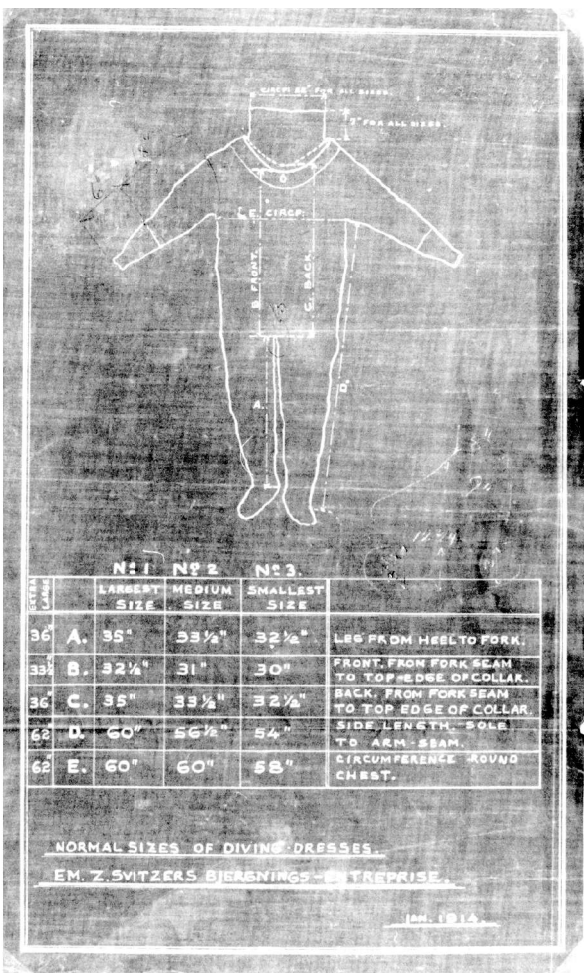 CIRCF: 22" FOR ALL SIZES.
7" FOR ALL SIZES.
E. CIRCF:
B FRONT.
C. BACK.
A.
D.
Nº 1 Nº 2 Nº 3.
EXTRA LARGE LARGEST SIZE MEDIUM SIZE SMALLEST SIZE
36" A. 35" 33½" 32½" LEG FROM HEEL TO FORK.
33½" B. 32½" 31" 30" FRONT. FROM FORK SEAM
TO TOP-EDGE OF COLLAR.
36" C. 35" 33½" 32½" BACK. FROM FORK SEAM
TO TOP EDGE OF COLLAR.
62" D. 60" 56½" 54" SIDE LENGTH. SOLE
TO ARM-SEAM.
62" E. 60" 60" 58" CIRCUMFERENCE ROUND
CHEST.
NORMAL SIZES OF DIVING-DRESSES.
EM. Z. SVITZERS BJERGNINGS-ENTREPRISE.
JAN. 1914.